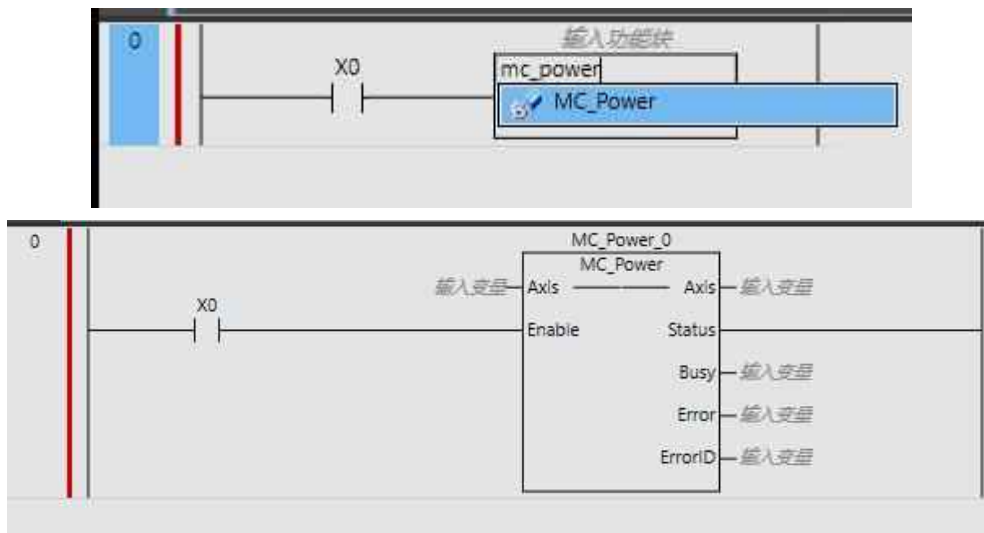 0
输入功能块
X0
mc_power
MC_Power
0
MC_Power_0
MC_Power
输入变量 Axis Axis 输入变量
X0
Enable Status
Busy 输入变量
Error 输入变量
ErrorID 输入变量